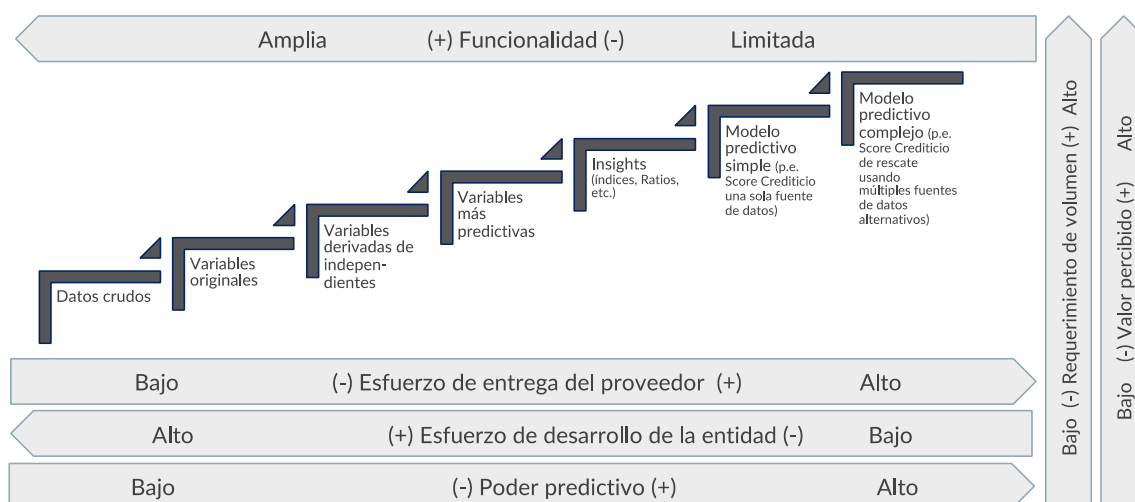 Amplia (+) Funcionalidad (-) Limitada
Datos crudos
Variables
originales
Variables
derivadas de
indepen-
dientes
Variables
más
predictivas
Insights
(índices, Ratios,
etc.)
Modelo
predictivo
simple (p.e.
Score Crediticio
una sola fuente
de datos)
Modelo
predictivo
complejo (p.e.
Score Crediticio
de rescate
usando
múltiples fuentes
de datos
alternativos)
Bajo (-) Esfuerzo de entrega del proveedor (+) Alto
Alto (+) Esfuerzo de desarrollo de la entidad (-) Bajo
Bajo (-) Poder predictivo (+) Alto
Bajo (-) Requerimiento de volumen (+) Alto
Bajo (-) Valor percibido (+) Alto